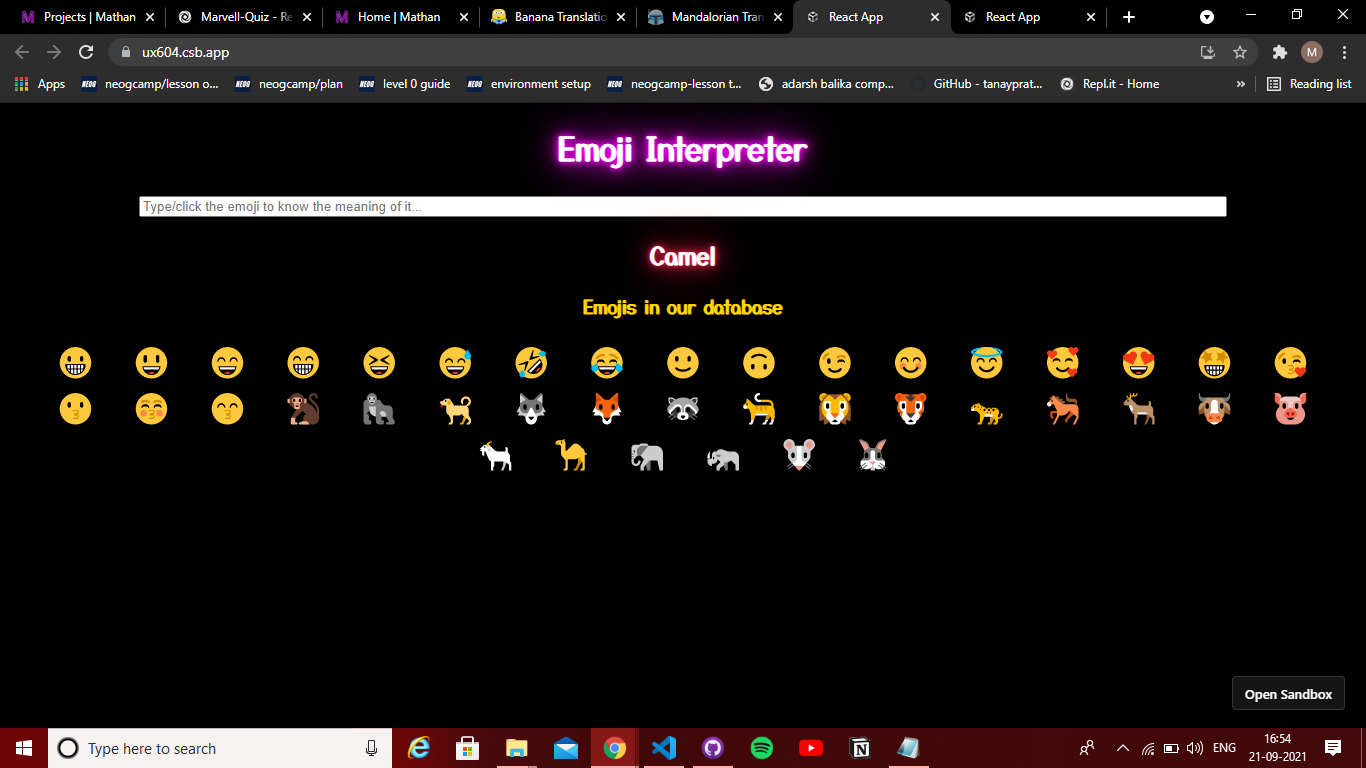 Projects | Mathan
Marvell-Quiz - Re
Home | Mathan
Banana Translatio
Mandalorian Tran
React App
React App
ux604.csb.app
M
Apps
neogcamp/lesson o...
neogcamp/plan
level 0 guide
environment setup
neogcamp-lesson t...
adarsh balika comp...
GitHub - tanayprat...
Repl.it - Home
»
Reading list
Emoji Interpreter
Type/click the emoji to know the meaning of it...
Camel
Emojis in our database
Open Sandbox
Type here to search
ENG
16:54
21-09-2021